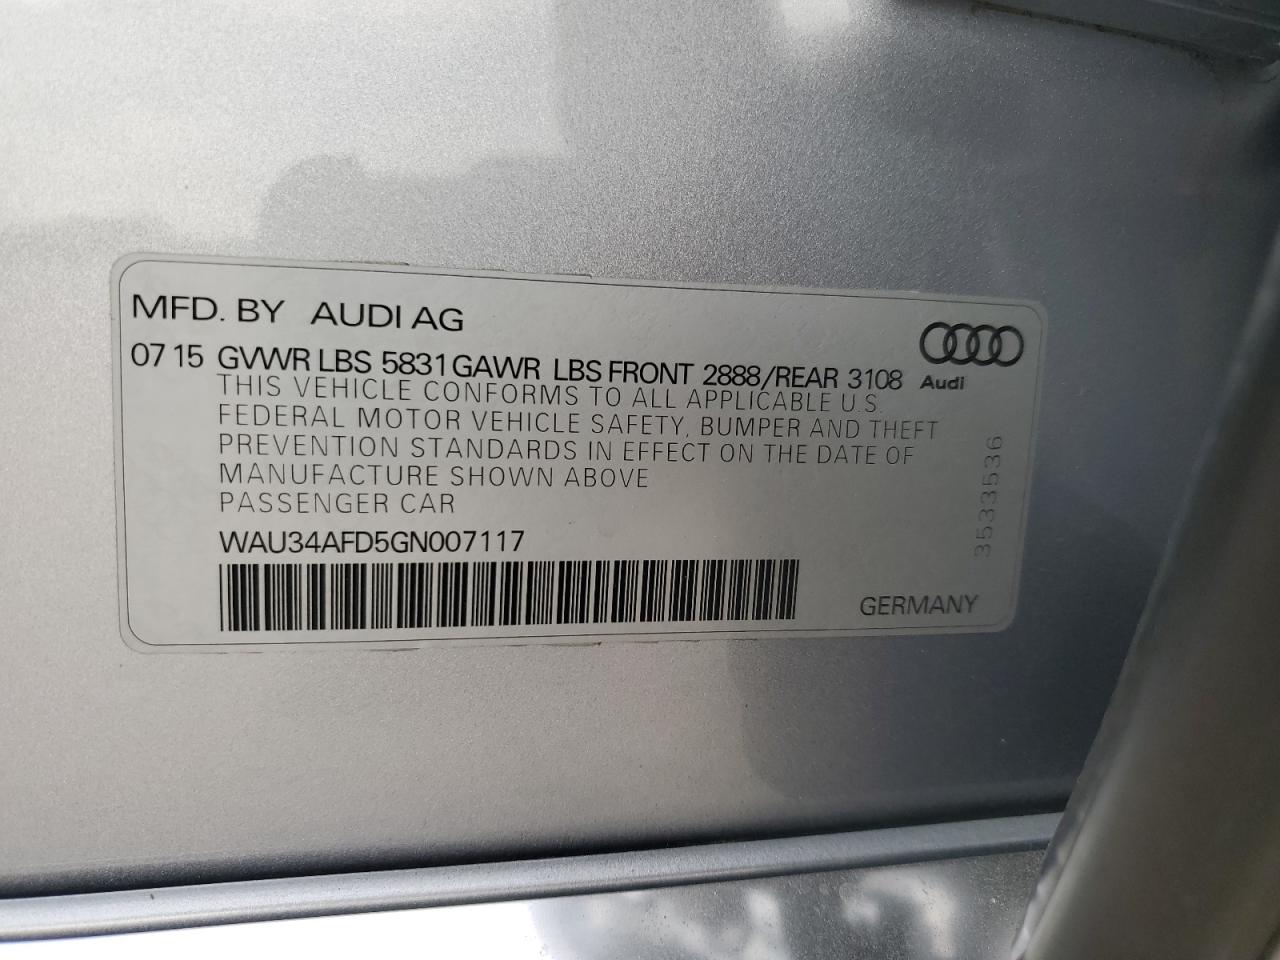 MFD. BY AUDI AG
07 15 GVWR LBS 5831 GAWR LBS FRONT 2888/REAR 3108
Audi
THIS VEHICLE CONFORMS TO ALL APPLICABLE U.S.
FEDERAL MOTOR VEHICLE SAFETY, BUMPER AND THEFT
PREVENTION STANDARDS IN EFFECT ON THE DATE OF
MANUFACTURE SHOWN ABOVE
PASSENGER CAR
WAU34AFD5GN007117
GERMANY
3533536